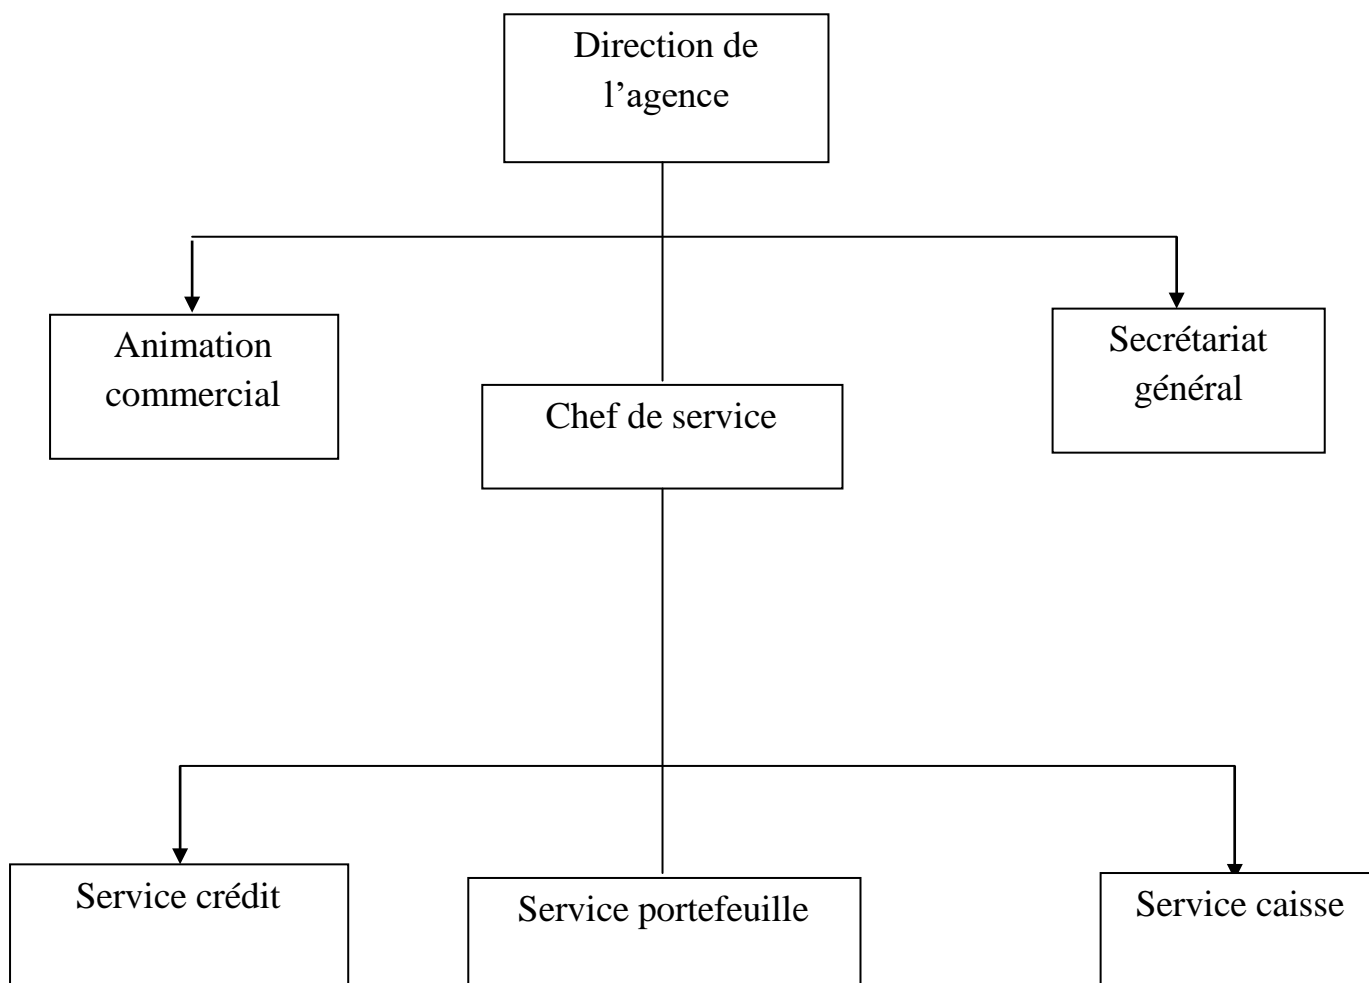 Direction de
l’agence
Animation
commercial
Chef de service
Secrétariat
général
Service crédit
Service portefeuille
Service caisse